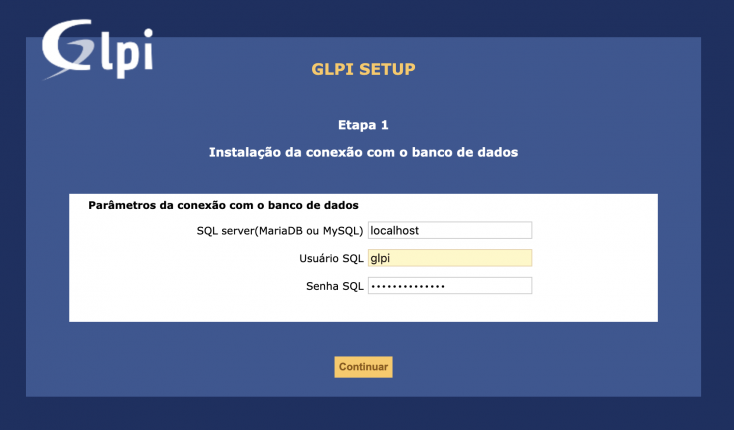 Glpi
GLPI SETUP
Etapa 1
Instalação da conexão com o banco de dados
Parâmetros da conexão com o banco de dados
SQL server(MariaDB ou MySQL) localhost
Usuário SQL glpi
Senha SQL ••••••••••••••
Continuar